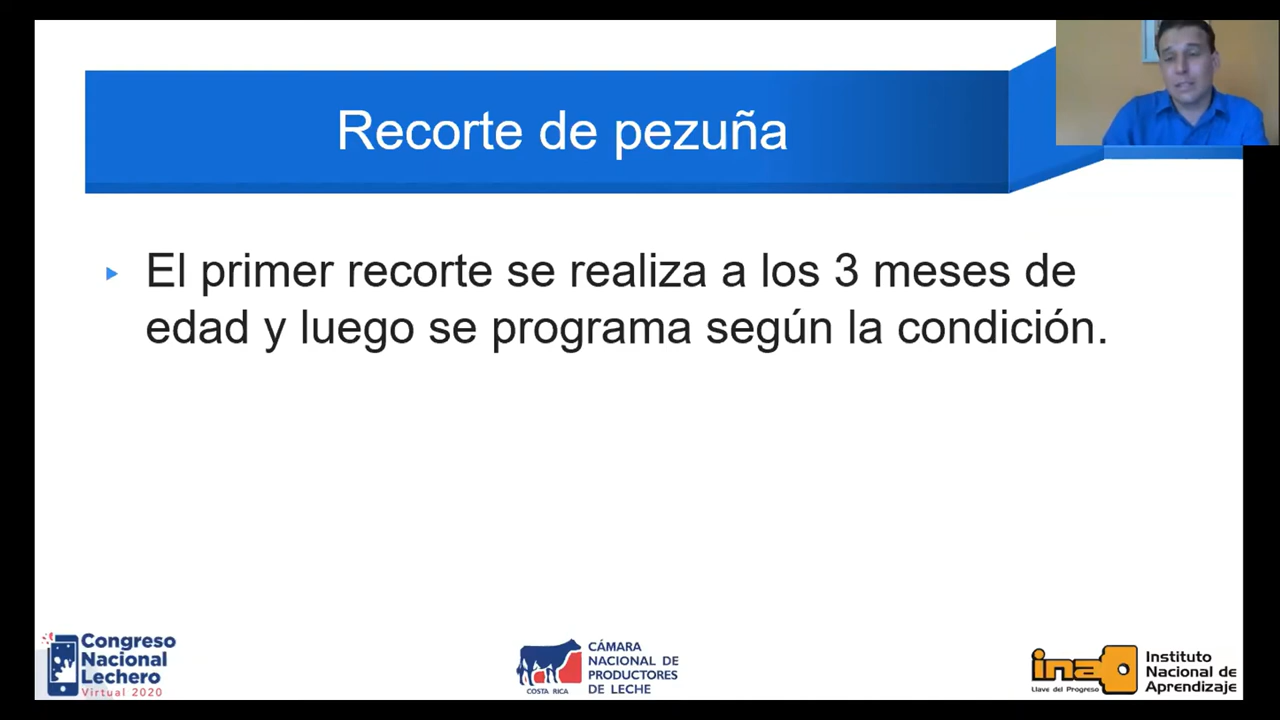 Recorte de pezuña
El primer recorte se realiza a los 3 meses de
edad y luego se programa según la condición.
Congreso
Nacional
Lechero
Virtual 2020
CÁMARA
NACIONAL DE
PRODUCTORES
DE LECHE
COSTA RICA
ina
Llave del Progreso
Instituto
Nacional de
Aprendizaje